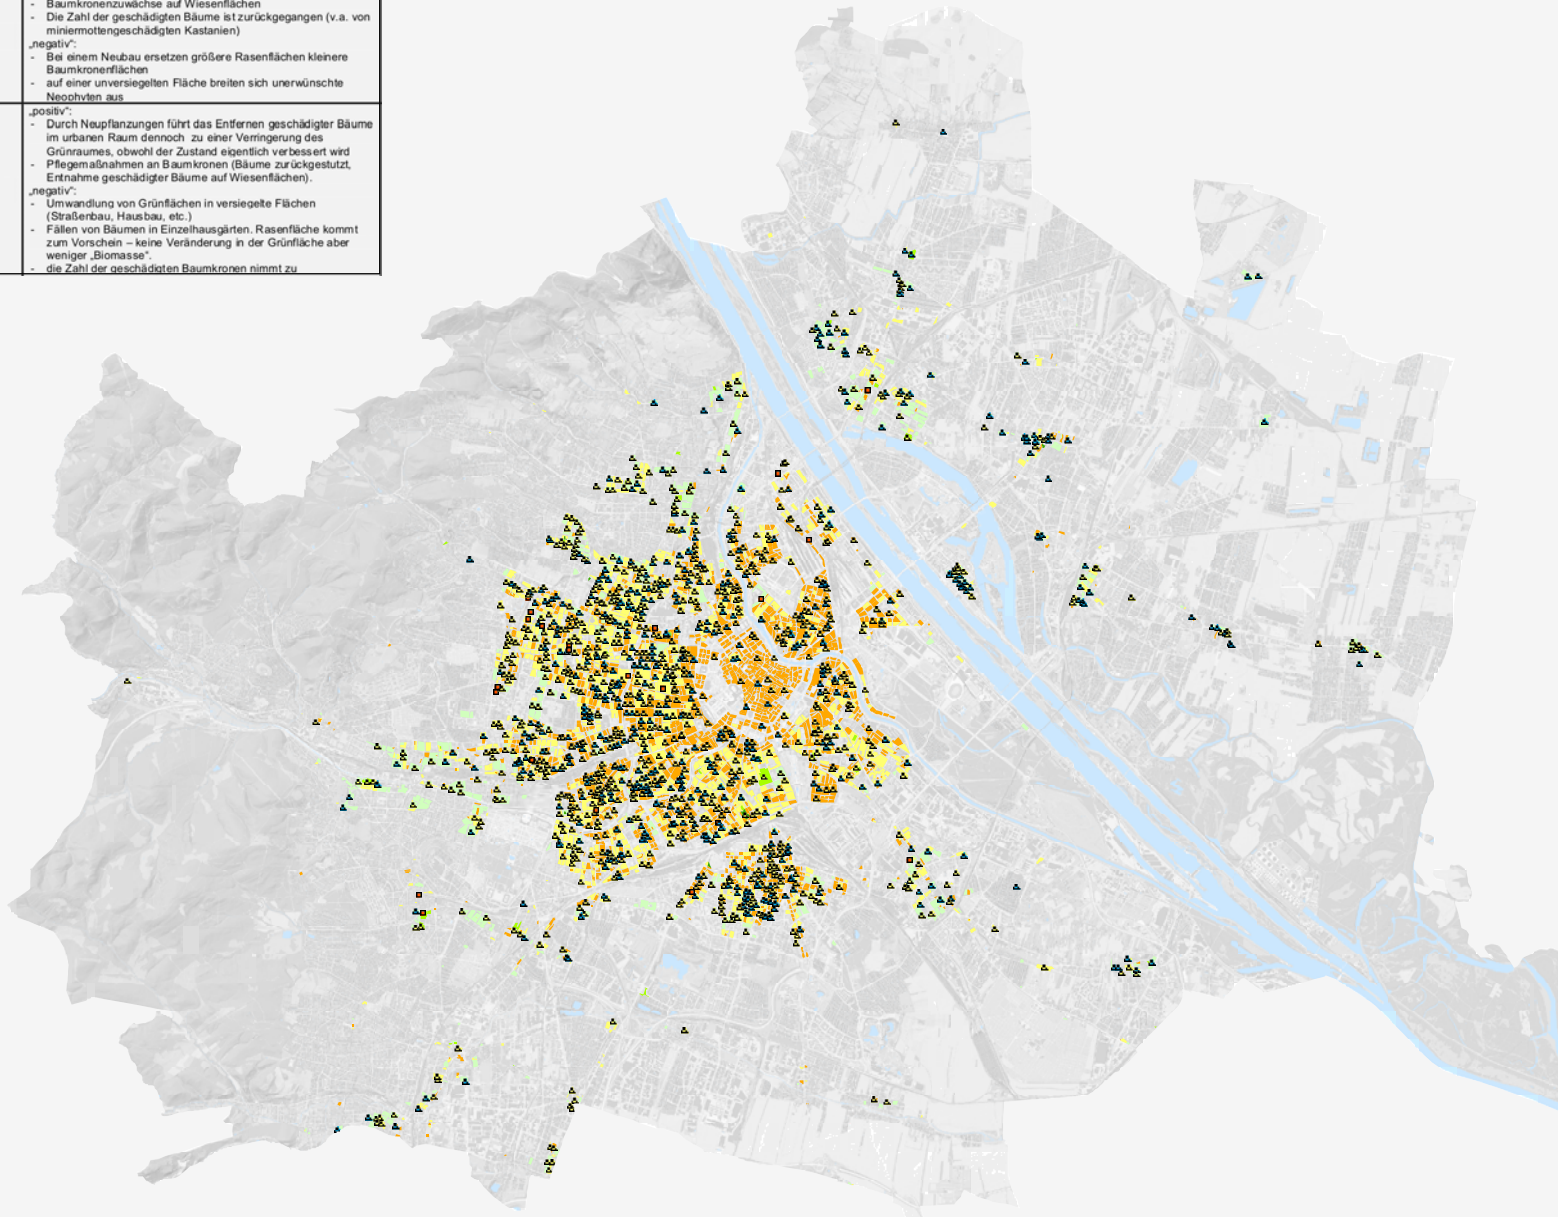 - Baumkronenzuwächse auf Wiesenflächen
- Die Zahl der geschädigten Bäume ist zurückgegangen (v.a. von
miniermottengeschädigten Kastanien)
„negativ“:
- Bei einem Neubau ersetzen größere Rasenflächen kleinere
Baumkronenflächen
- auf einer unversiegelten Fläche breiten sich unerwünschte
Neophyten aus
„positiv“:
- Durch Neupflanzungen führt das Entfernen geschädigter Bäume
im urbanen Raum dennoch zu einer Verringerung des
Grünraumes, obwohl der Zustand eigentlich verbessert wird
- Pflegemaßnahmen an Baumkronen (Bäume zurückgestutzt,
Entnahme geschädigter Bäume auf Wiesenflächen).
„negativ“:
- Umwandlung von Grünflächen in versiegelte Flächen
(Straßenbau, Hausbau, etc.)
- Fällen von Bäumen in Einzelhausgärten. Rasenfläche kommt
zum Vorschein – keine Veränderung in der Grünfläche aber
weniger „Biomasse“.
- die Zahl der geschädigten Baumkronen nimmt zu